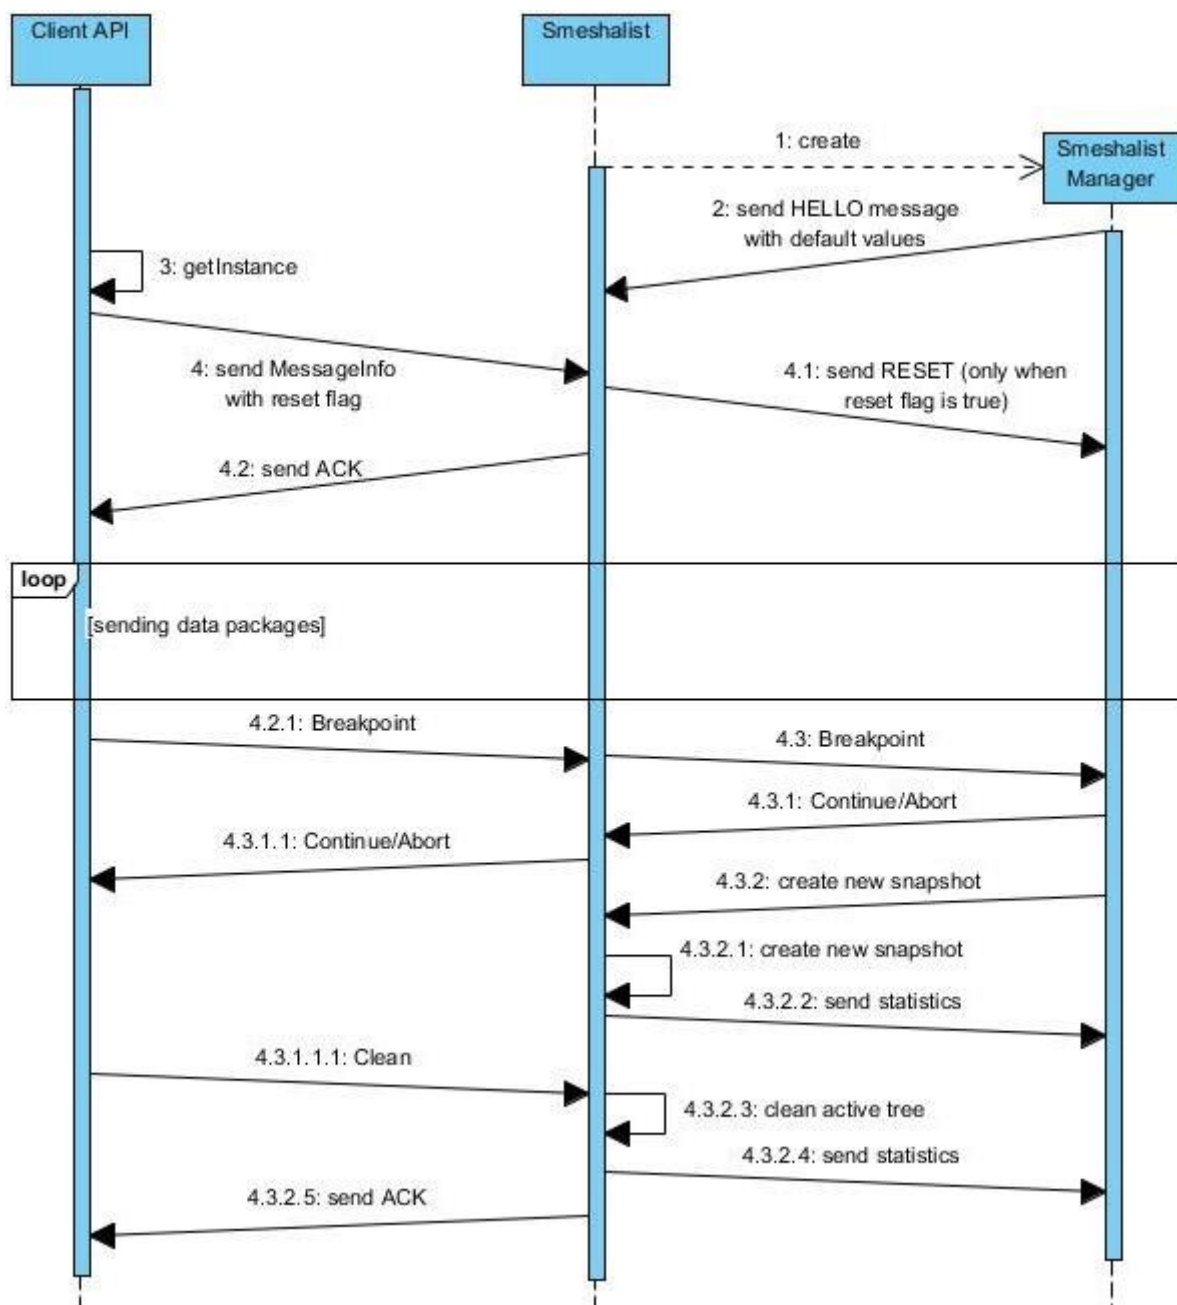 Client API
Smeshalist
1: create
Smeshalist
Manager
2: send HELLO message
with default values
3: getInstance
4: send MessageInfo
with reset flag
4.1: send RESET (only when
reset flag is true)
4.2: send ACK
loop
[sending data packages]
4.2.1: Breakpoint
4.3: Breakpoint
4.3.1: Continue/Abort
4.3.1.1: Continue/Abort
4.3.2: create new snapshot
4.3.2.1: create new snapshot
4.3.2.2: send statistics
4.3.1.1.1: Clean
4.3.2.3: clean active tree
4.3.2.4: send statistics
4.3.2.5: send ACK